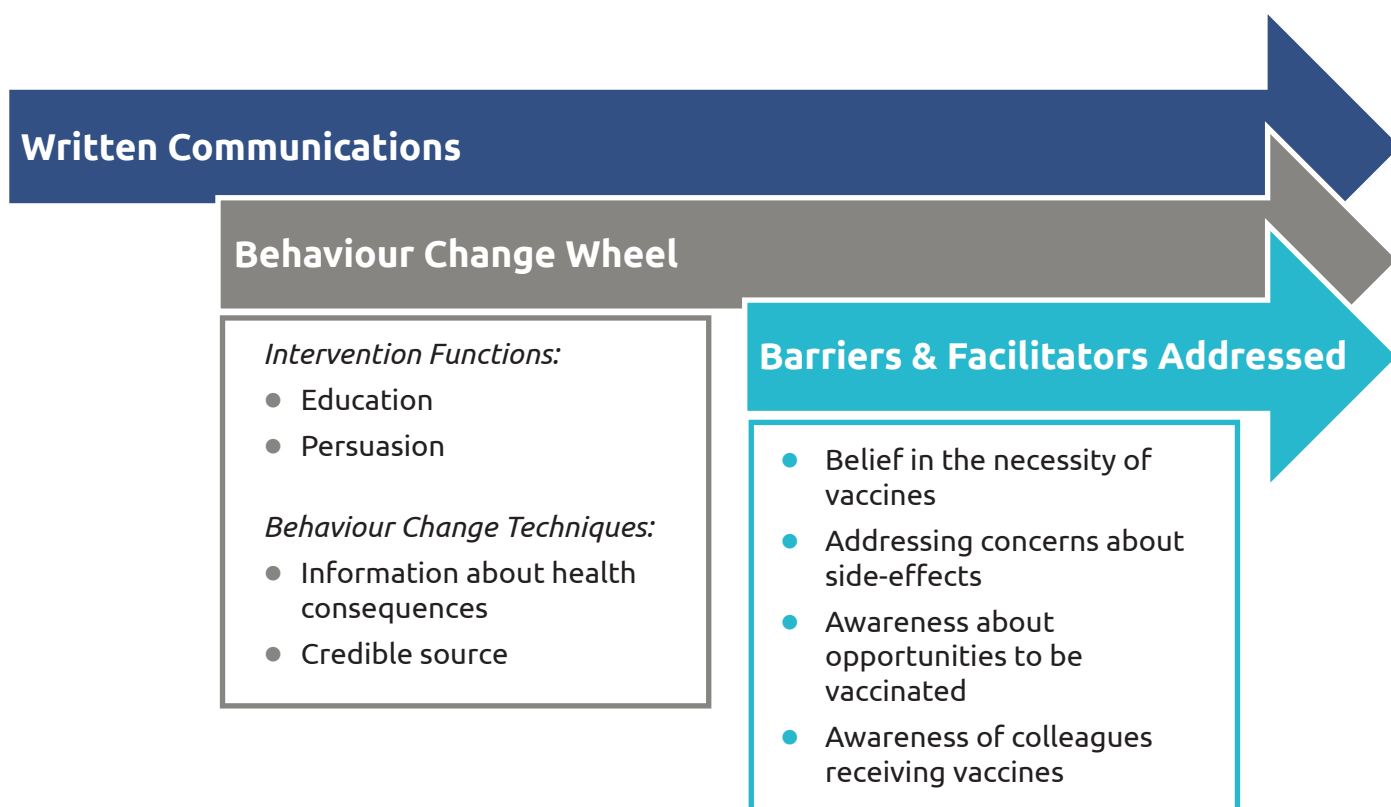 Written Communications
Behaviour Change Wheel
Intervention Functions:
● Education
● Persuasion
Behaviour Change Techniques:
● Information about health
consequences
● Credible source
Barriers & Facilitators Addressed
● Belief in the necessity of
vaccines
● Addressing concerns about
side-effects
● Awareness about
opportunities to be
vaccinated
● Awareness of colleagues
receiving vaccines